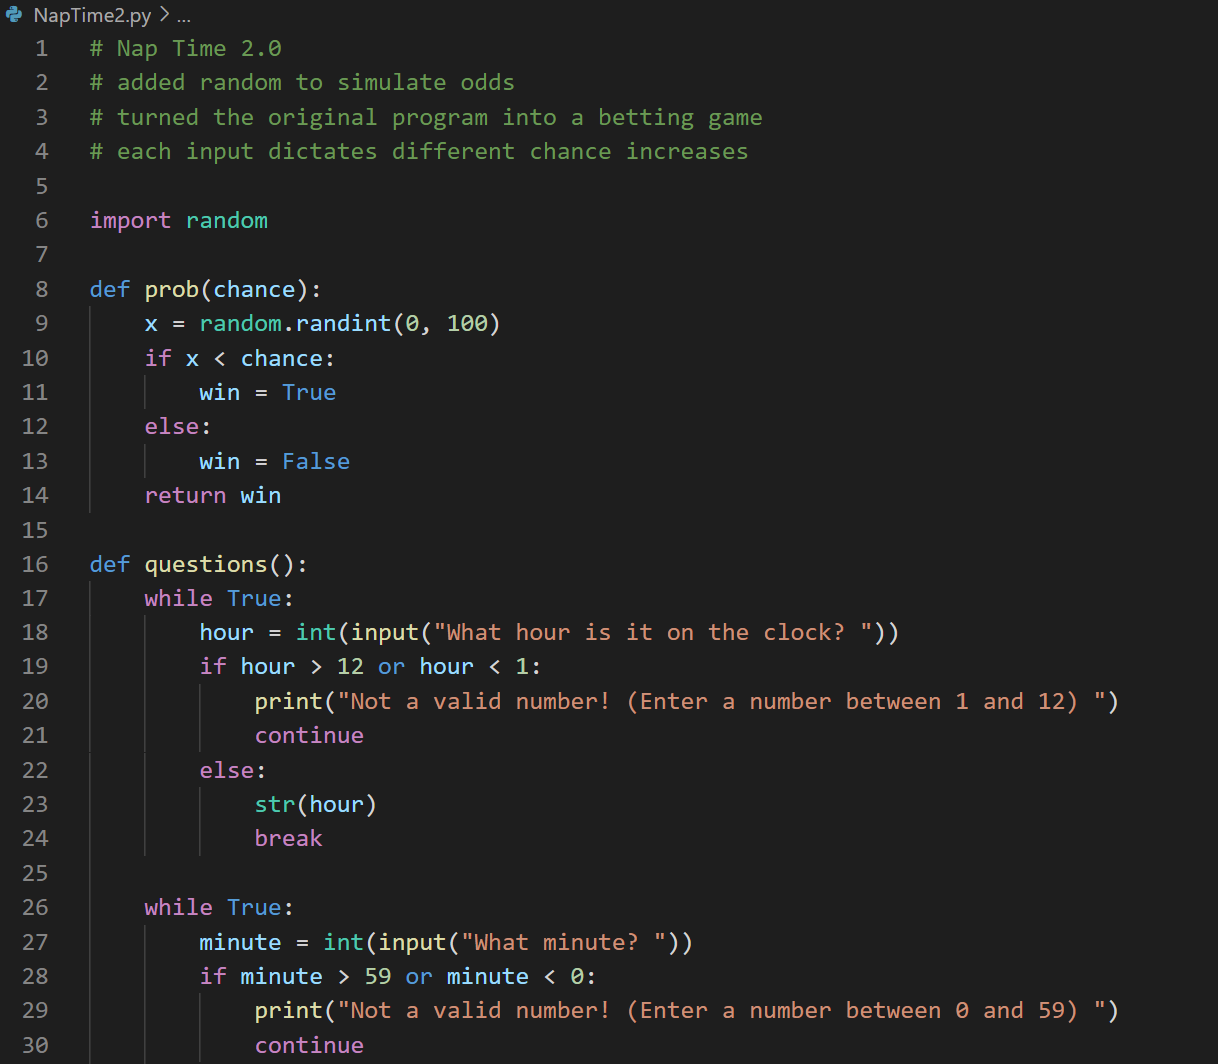 NapTime2.py > ...
1 # Nap Time 2.0
2 # added random to simulate odds
3 # turned the original program into a betting game
4 # each input dictates different chance increases
5
6 import random
7
8 def prob(chance):
9     x = random.randint(0, 100)
10     if x < chance:
11         win = True
12     else:
13         win = False
14     return win
15
16 def questions():
17     while True:
18         hour = int(input("What hour is it on the clock? "))
19         if hour > 12 or hour < 1:
20             print("Not a valid number! (Enter a number between 1 and 12) ")
21             continue
22         else:
23             str(hour)
24             break
25
26     while True:
27         minute = int(input("What minute? "))
28         if minute > 59 or minute < 0:
29             print("Not a valid number! (Enter a number between 0 and 59) ")
30             continue